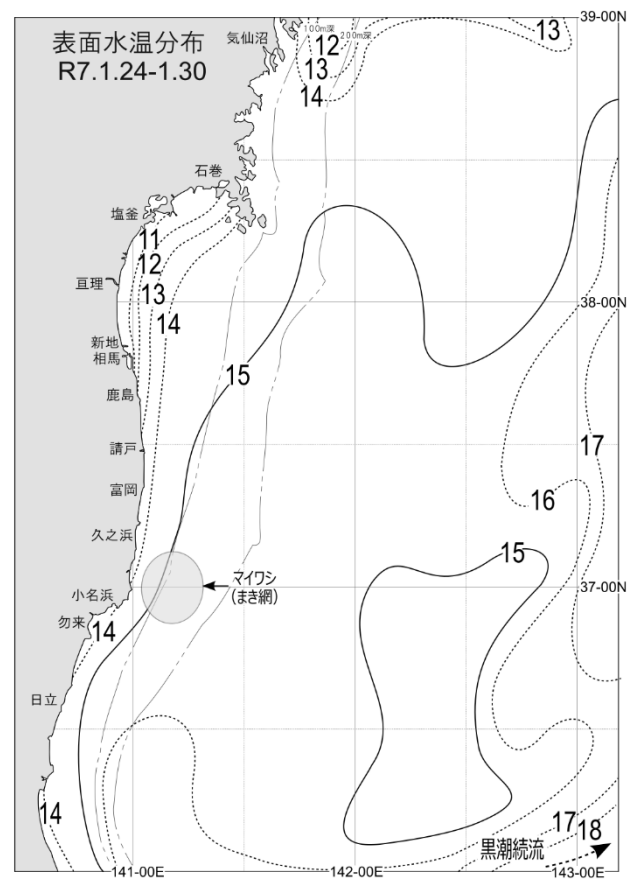 表面水温分布
R7.1.24-1.30
気仙沼
100m深
200m深
39-00N
12
13
14
13
石巻
塩釜
11
12
亘理
13
14
38-00N
新地
相馬
15
鹿島
請戸
17
富岡
16
久之浜
15
マイワシ
(まき網)
37-00N
小名浜
勿来
14
日立
14
17
18
黒潮続流
141-00E
142-00E
143-00E